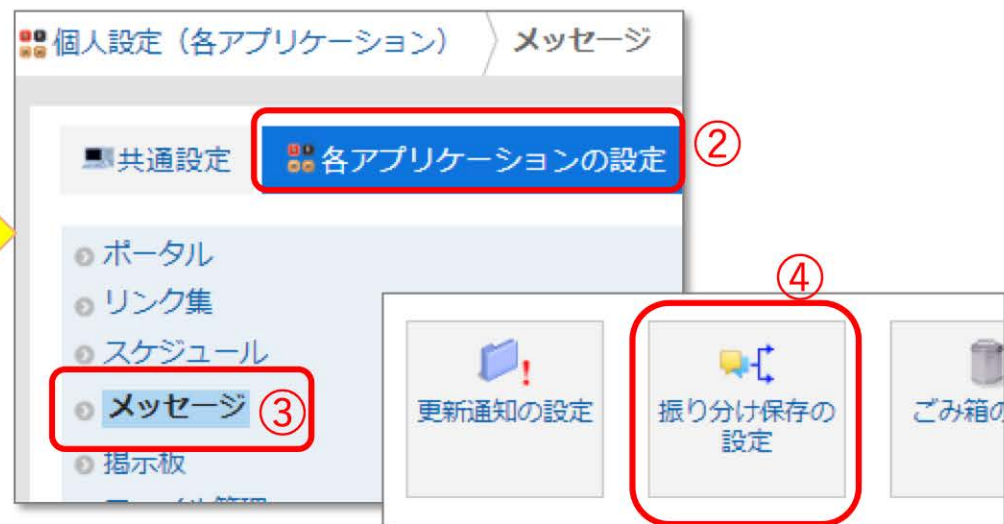 個人設定（各アプリケーション） メッセージ
共通設定 各アプリケーションの設定 ②
ポータル
リンク集
スケジュール
メッセージ ③
掲示板
④
更新通知の設定
振り分け保存の
設定
ごみ箱の